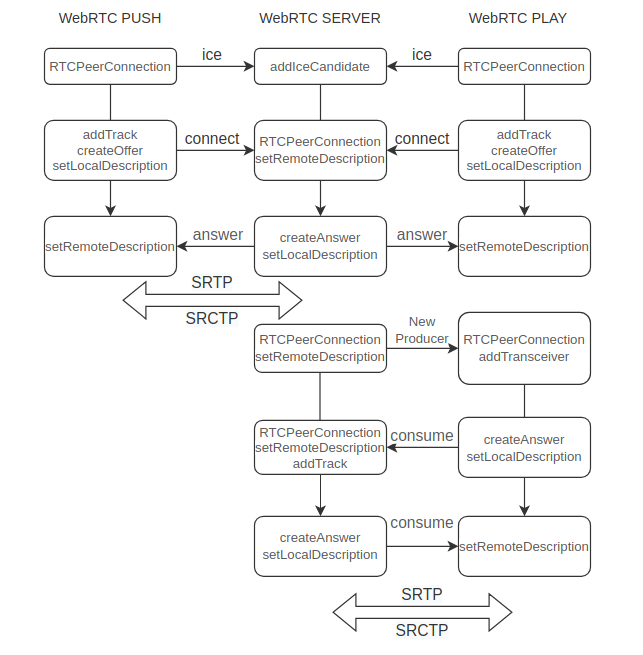 WebRTC PUSH
WebRTC SERVER
WebRTC PLAY
RTCPeerConnection
ice
addIceCandidate
ice
RTCPeerConnection
addTrack
createOffer
setLocalDescription
connect
RTCPeerConnection
setRemoteDescription
connect
addTrack
createOffer
setLocalDescription
setRemoteDescription
answer
createAnswer
setLocalDescription
answer
setRemoteDescription
SRTP
SRCTP
RTCPeerConnection
setRemoteDescription
New
Producer
RTCPeerConnection
addTransceiver
RTCPeerConnection
setRemoteDescription
addTrack
consume
createAnswer
setLocalDescription
createAnswer
setLocalDescription
consume
setRemoteDescription
SRTP
SRCTP